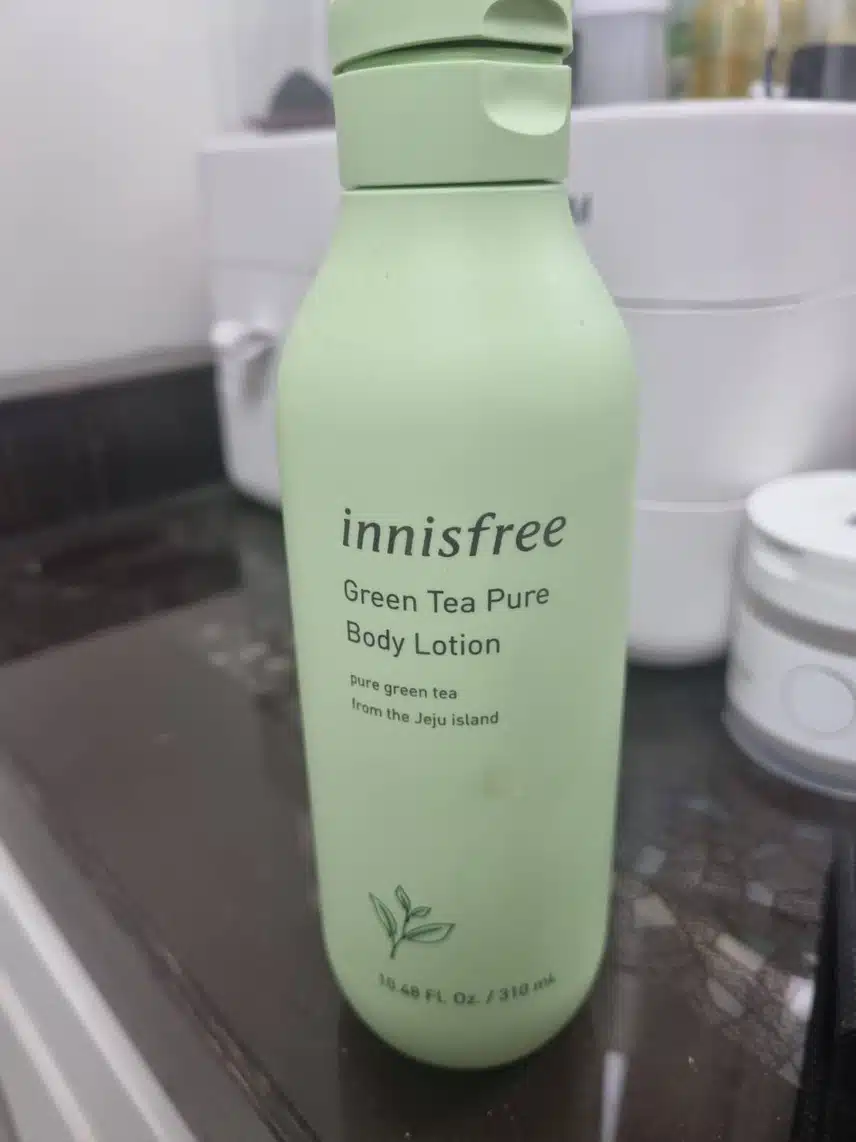 innisfree
Green Tea Pure
Body Lotion
pure green tea
from the Jeju island
10.48 FL. Oz. / 310 mL